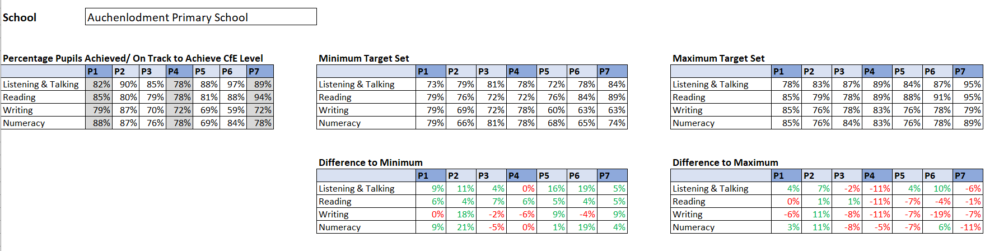 School Auchenlodment Primary School
Percentage Pupils Achieved/ On Track to Achieve CfE Level
P1 P2 P3 P4 P5 P6 P7
Listening & Talking 82% 90% 85% 78% 88% 97% 89%
Reading 85% 80% 79% 78% 81% 88% 94%
Writing 79% 87% 70% 72% 69% 59% 72%
Numeracy 88% 87% 76% 78% 69% 84% 78%
Minimum Target Set
P1 P2 P3 P4 P5 P6 P7
Listening & Talking 73% 79% 81% 78% 72% 78% 84%
Reading 79% 76% 72% 72% 76% 84% 89%
Writing 79% 69% 72% 78% 60% 63% 63%
Numeracy 79% 66% 81% 78% 68% 65% 74%
Maximum Target Set
P1 P2 P3 P4 P5 P6 P7
Listening & Talking 78% 83% 87% 89% 84% 87% 95%
Reading 85% 79% 78% 89% 88% 91% 95%
Writing 85% 76% 78% 83% 76% 78% 79%
Numeracy 85% 76% 84% 83% 76% 78% 89%
Difference to Minimum
P1 P2 P3 P4 P5 P6 P7
Listening & Talking 9% 11% 4% 0% 16% 19% 5%
Reading 6% 4% 7% 6% 5% 4% 5%
Writing 0% 18% -2% -6% 9% -4% 9%
Numeracy 9% 21% -5% 0% 1% 19% 4%
Difference to Maximum
P1 P2 P3 P4 P5 P6 P7
Listening & Talking 4% 7% -2% -11% 4% 10% -6%
Reading 0% 1% 1% -11% -7% -4% -1%
Writing -6% 11% -8% -11% -7% -19% -7%
Numeracy 3% 11% -8% -5% -7% 6% -11%